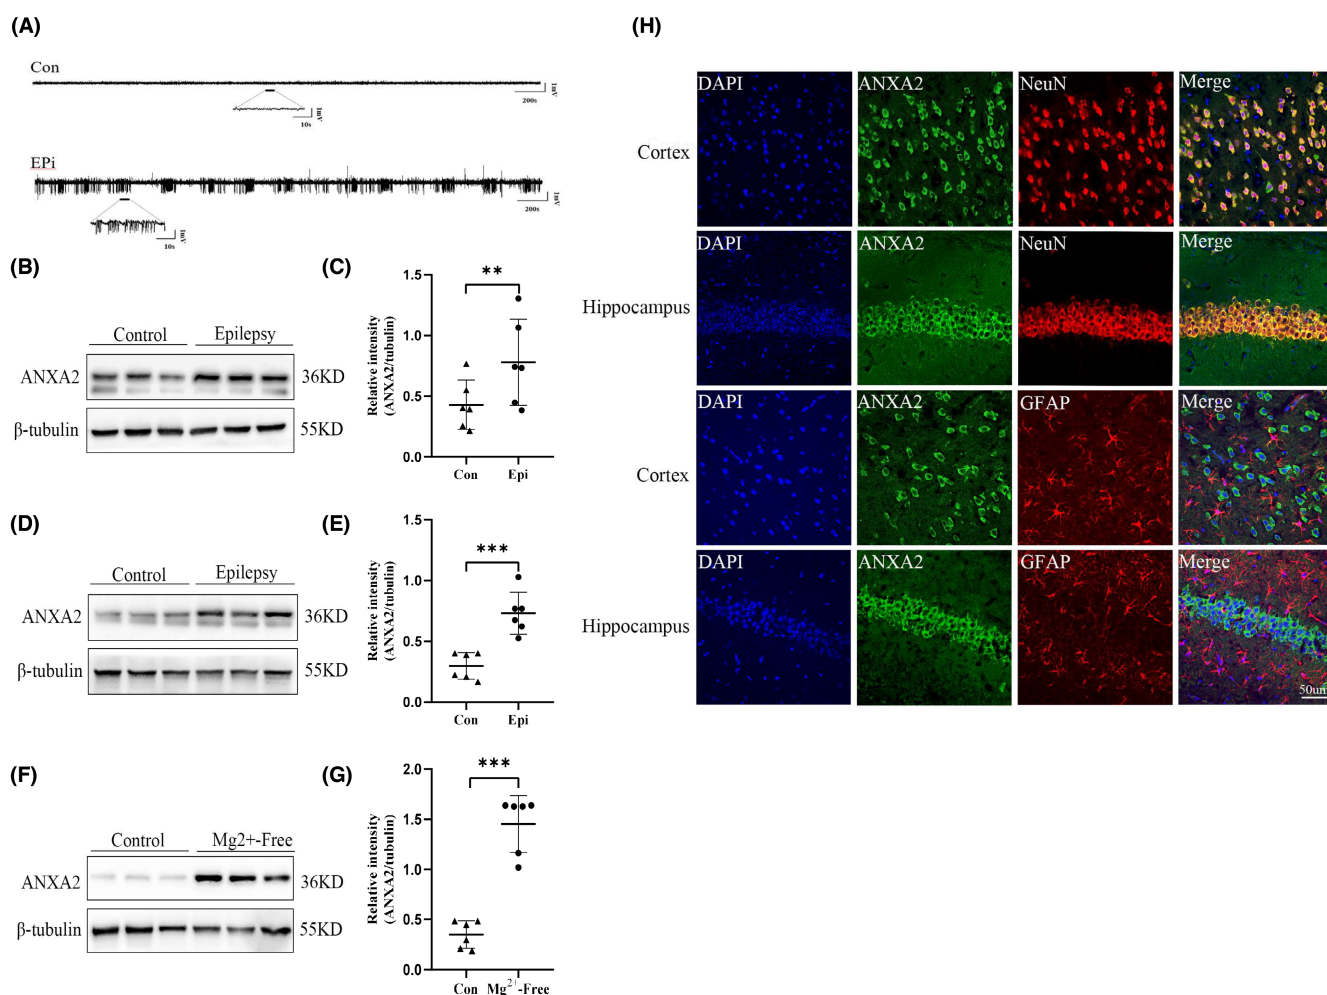 (A)
Con
1mV
200s
1mV
10s
EPi
1mV
200s
1mV
10s
(B)
Control Epilepsy
ANXA2 36KD
β-tubulin 55KD
(C)
Relative intensity
(ANXA2/tubulin)
1.5
1.0
0.5
0.0
**
Con Epi
(D)
Control Epilepsy
ANXA2 36KD
β-tubulin 55KD
(E)
Relative intensity
(ANXA2/tubulin)
1.5
1.0
0.5
0.0
***
Con Epi
(F)
Control Mg2+-Free
ANXA2 36KD
β-tubulin 55KD
(G)
Relative intensity
(ANXA2/tubulin)
2.0
1.5
1.0
0.5
0.0
***
Con Mg²⁺-Free
(H)
DAPI ANXA2 NeuN Merge
Cortex
DAPI ANXA2 NeuN Merge
Hippocampus
DAPI ANXA2 GFAP Merge
Cortex
DAPI ANXA2 GFAP Merge
Hippocampus
50um